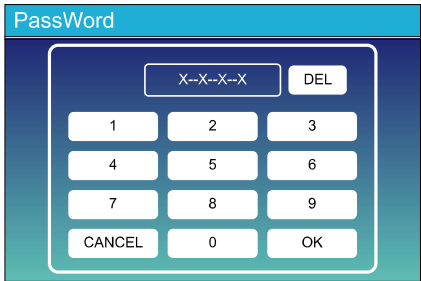 PassWord
X--X--X--X DEL
1 2 3
4 5 6
7 8 9
CANCEL 0 OK